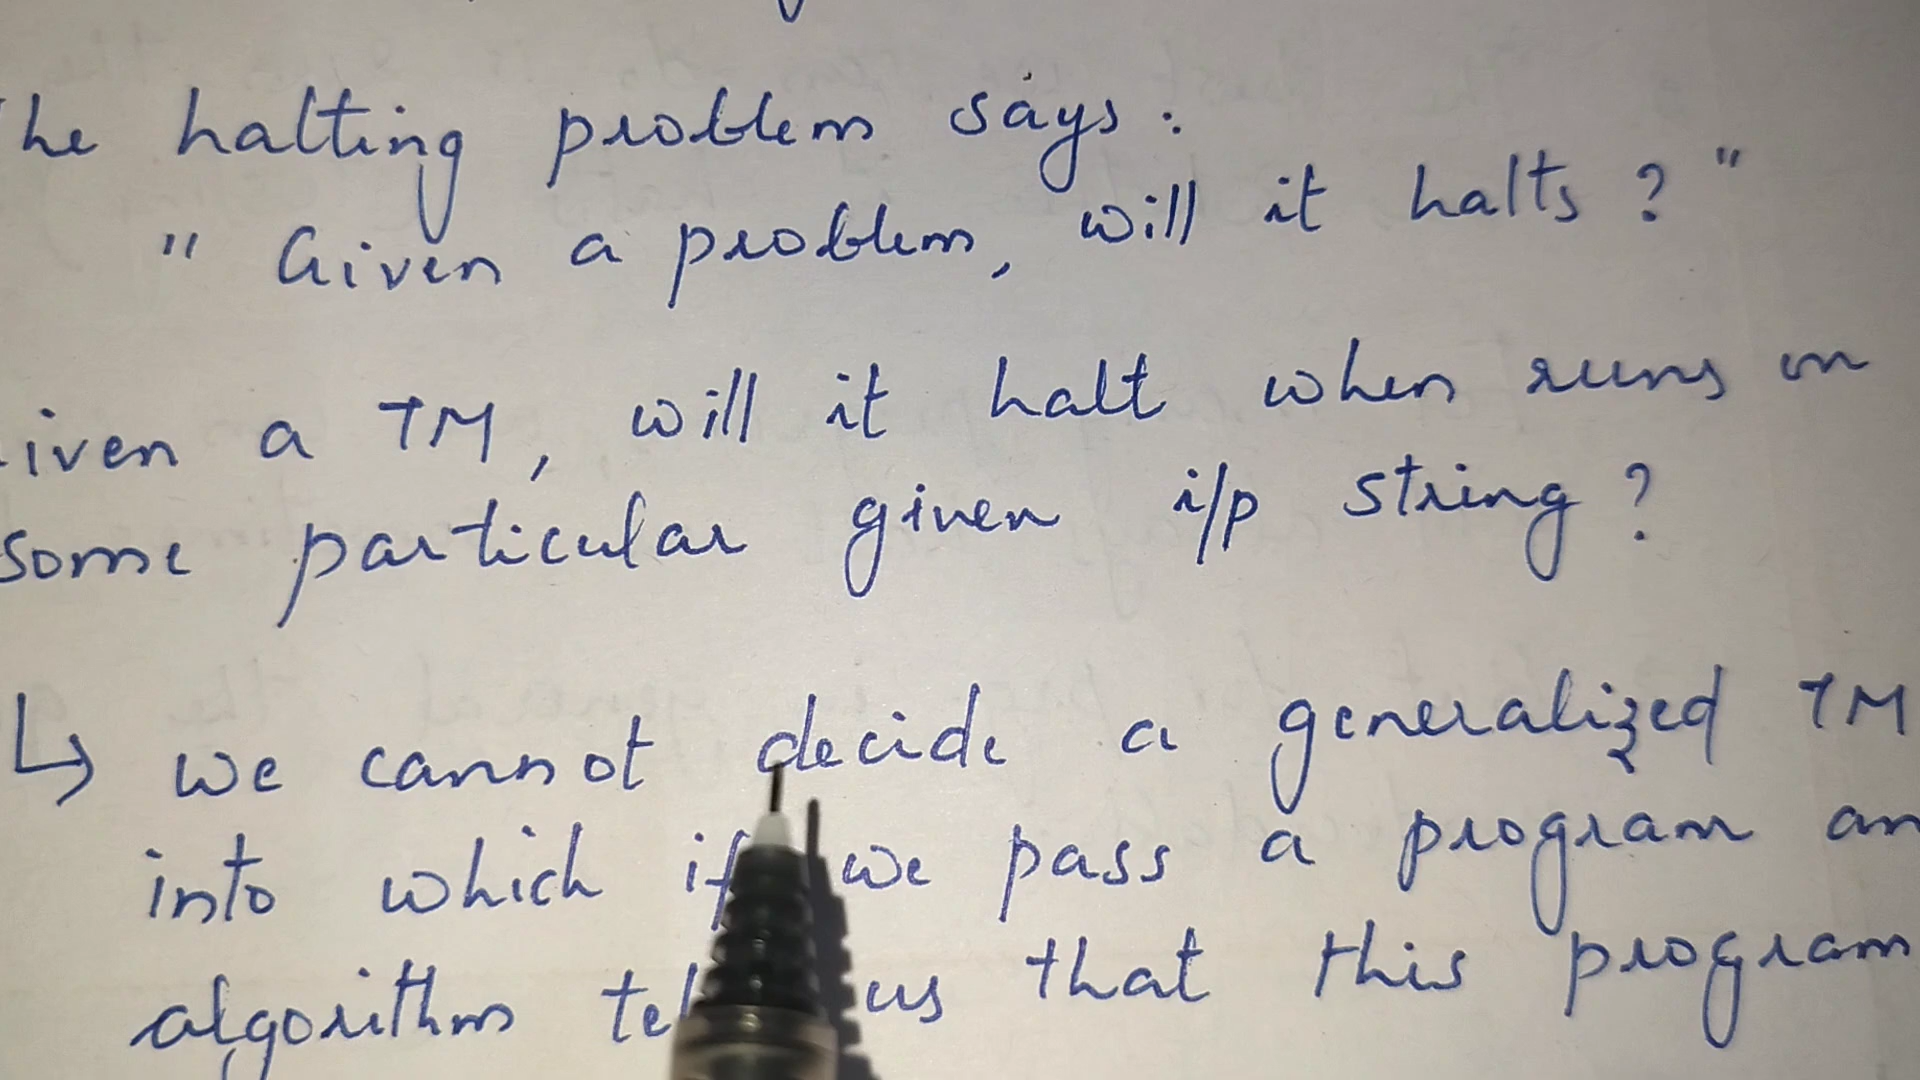 he halting problem says:
" Given a problem, will it halts ? "
iven a TM, will it halt when runs on
some particular given i/p string ?
↳ we cannot decide a generalized TM
into which if we pass a program an
algorithm us that this program